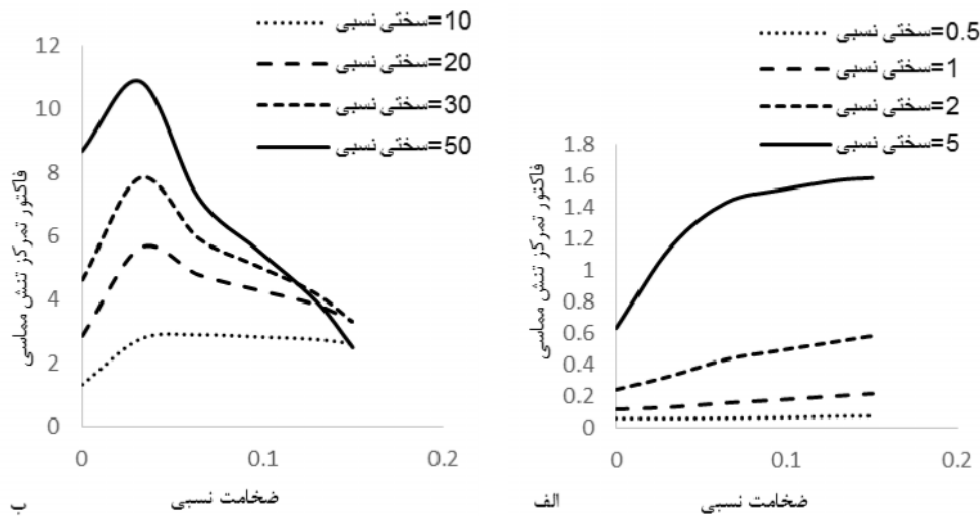 سختی نسبی=10
سختی نسبی=20
سختی نسبی=30
سختی نسبی=50
12
10
8
6
4
2
0
0
0.1
0.2
فاکتور تمرکز تنش مماسی
ضخامت نسبی
ب
سختی نسبی=0.5
سختی نسبی=1
سختی نسبی=2
سختی نسبی=5
1.8
1.6
1.4
1.2
1
0.8
0.6
0.4
0.2
0
0
0.1
0.2
فاکتور تمرکز تنش مماسی
ضخامت نسبی
الف